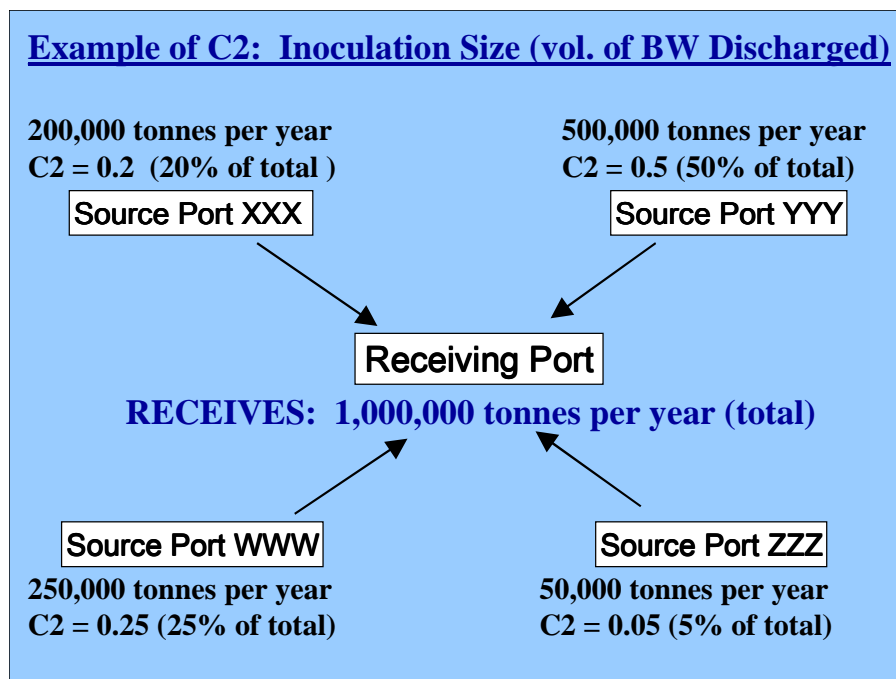 Example of C2: Inoculation Size (vol. of BW Discharged)
200,000 tonnes per year
C2 = 0.2 (20% of total )
Source Port XXX
500,000 tonnes per year
C2 = 0.5 (50% of total)
Source Port YYY
Receiving Port
RECEIVES: 1,000,000 tonnes per year (total)
Source Port WWW
250,000 tonnes per year
C2 = 0.25 (25% of total)
Source Port ZZZ
50,000 tonnes per year
C2 = 0.05 (5% of total)